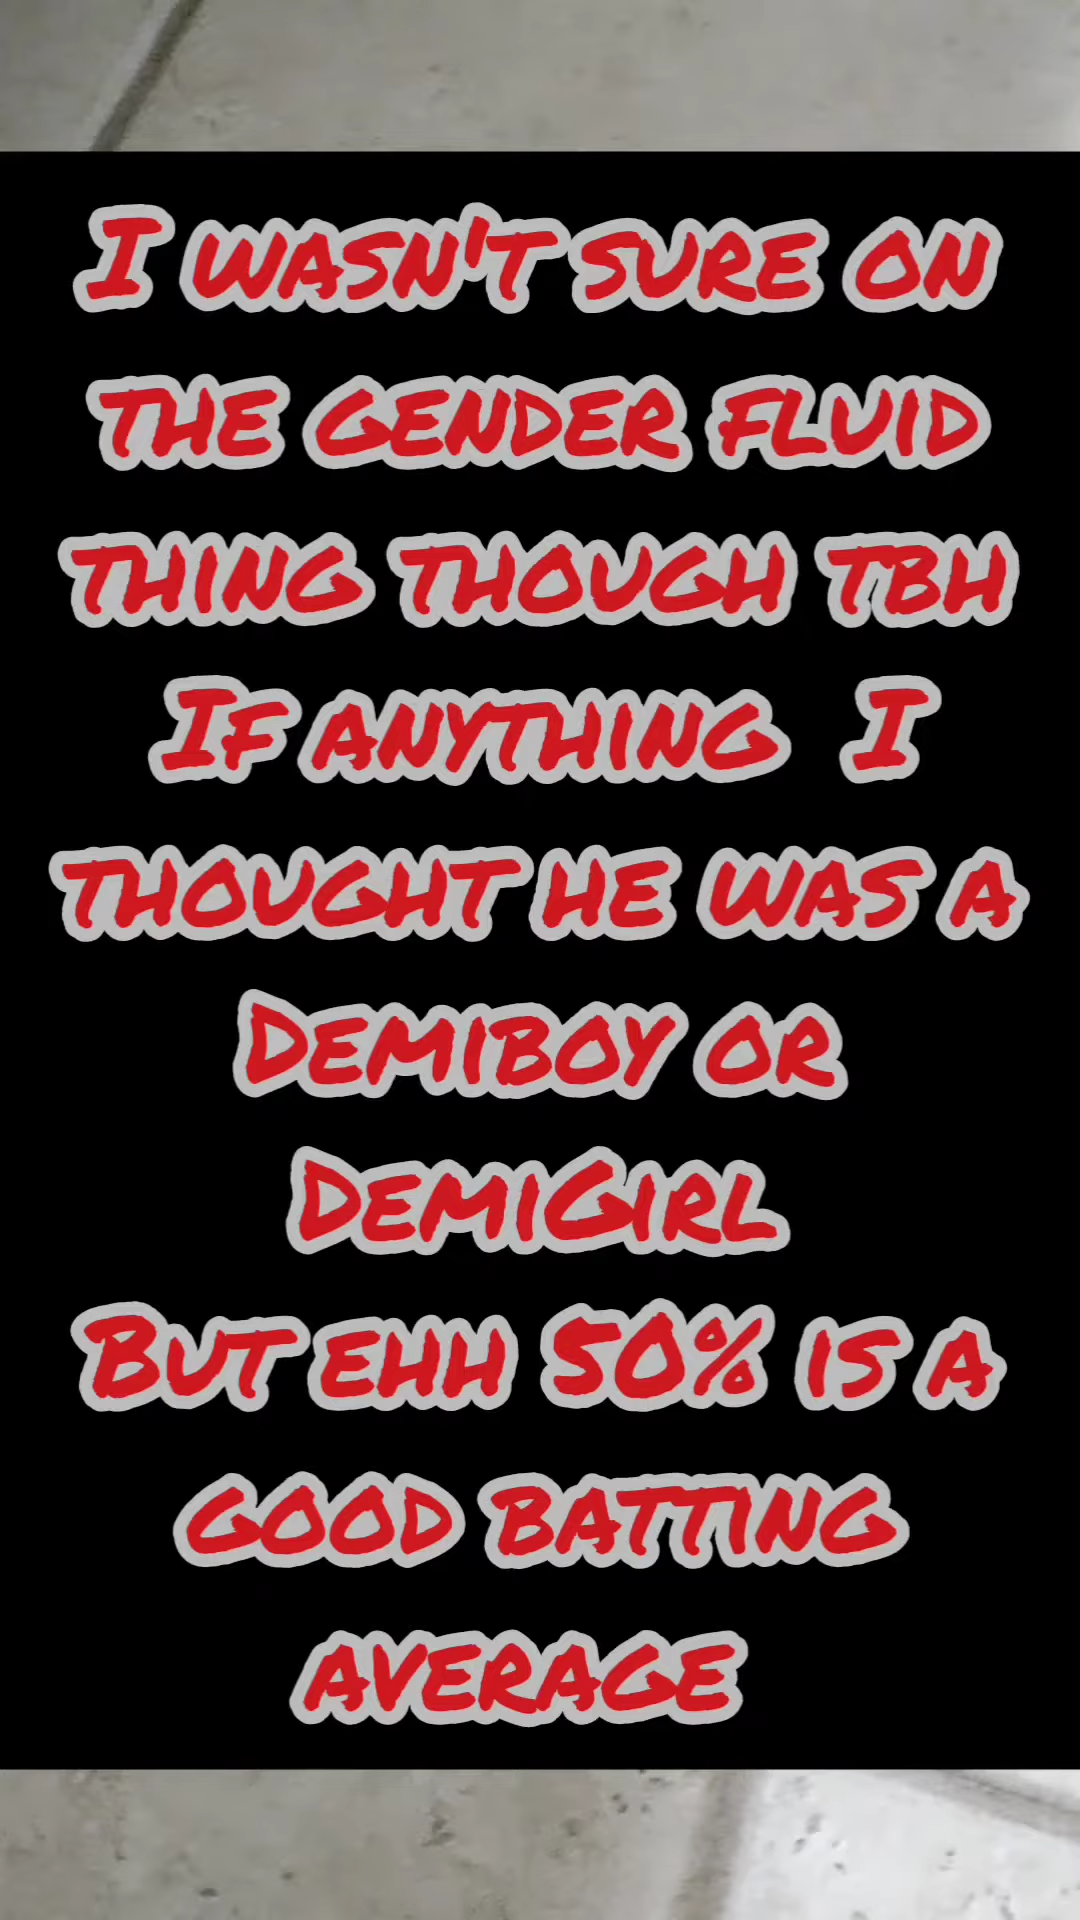 I wasn't sure on
the gender fluid
thing though tbh
If anything I
thought he was a
Demiboy or
DemiGirl
But ehh 50% is a
good batting
average